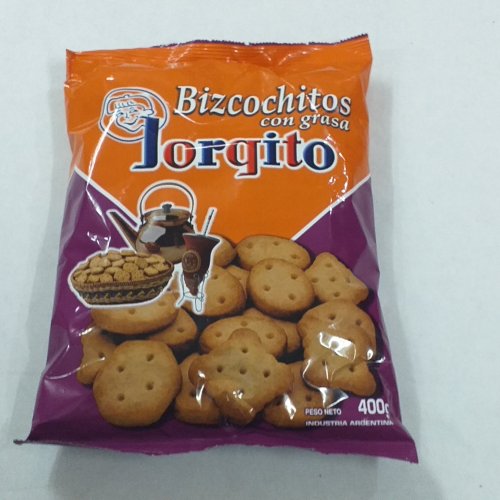 Bizcochitos
con grasa
Jorgito
PESO NETO 400g
INDUSTRIA ARGENTINA